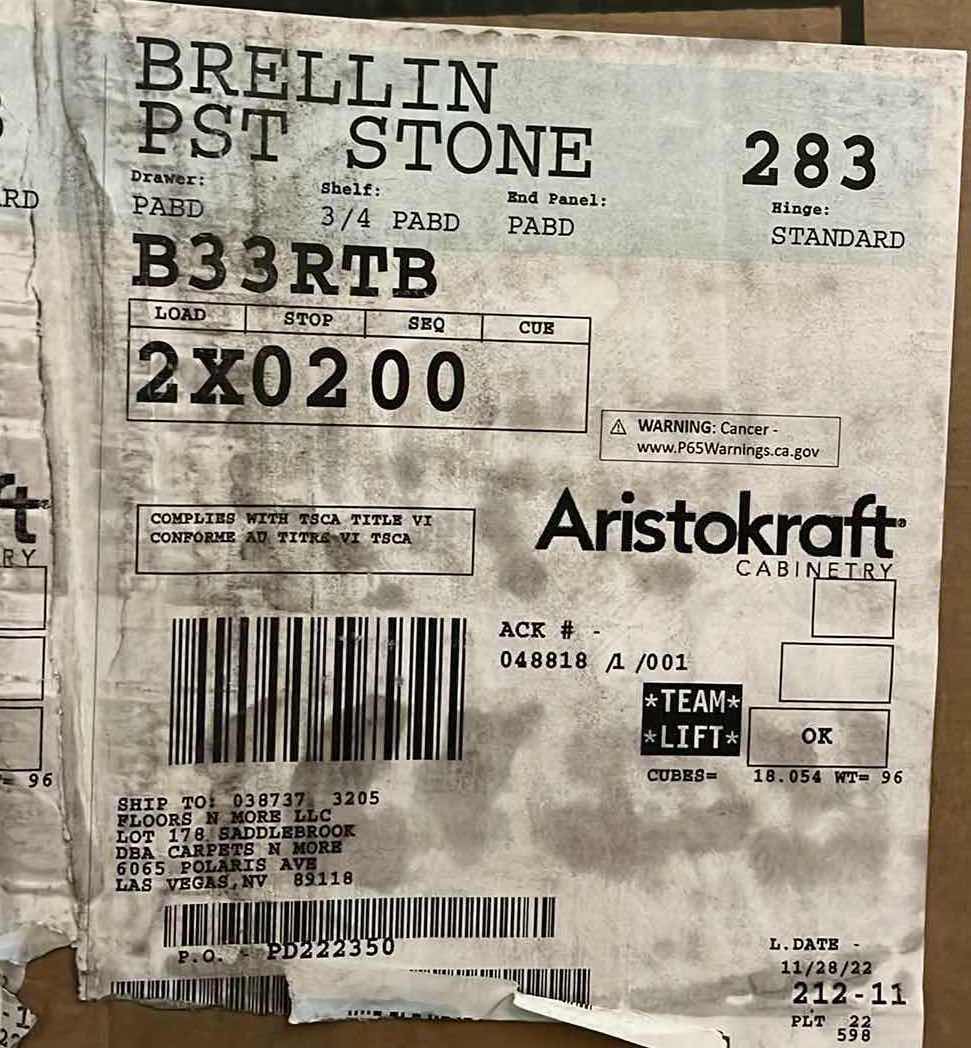 BRELLIN
PST STONE
283
Drawer: Shelf: End Panel: Hinge:
PABD 3/4 PABD PABD STANDARD
B33RTB
LOAD STOP SEQ CUE
2X0200
⚠ WARNING: Cancer -
www.P65Warnings.ca.gov
COMPLIES WITH TSCA TITLE VI
CONFORME AU TITRE VI TSCA
Aristokraft®
CABINETRY
ACK # -
048818 /1 /001
*TEAM*
*LIFT*
OK
CUBES= 18.054 WT= 96
SHIP TO: 038737 3205
FLOORS N MORE LLC
LOT 178 SADDLEBROOK
DBA CARPETS N MORE
6065 POLARIS AVE
LAS VEGAS,NV 89118
P.O. - PD222350
L.DATE -
11/28/22
212-11
PLT 22
598
RD
ft®
RY
= 96